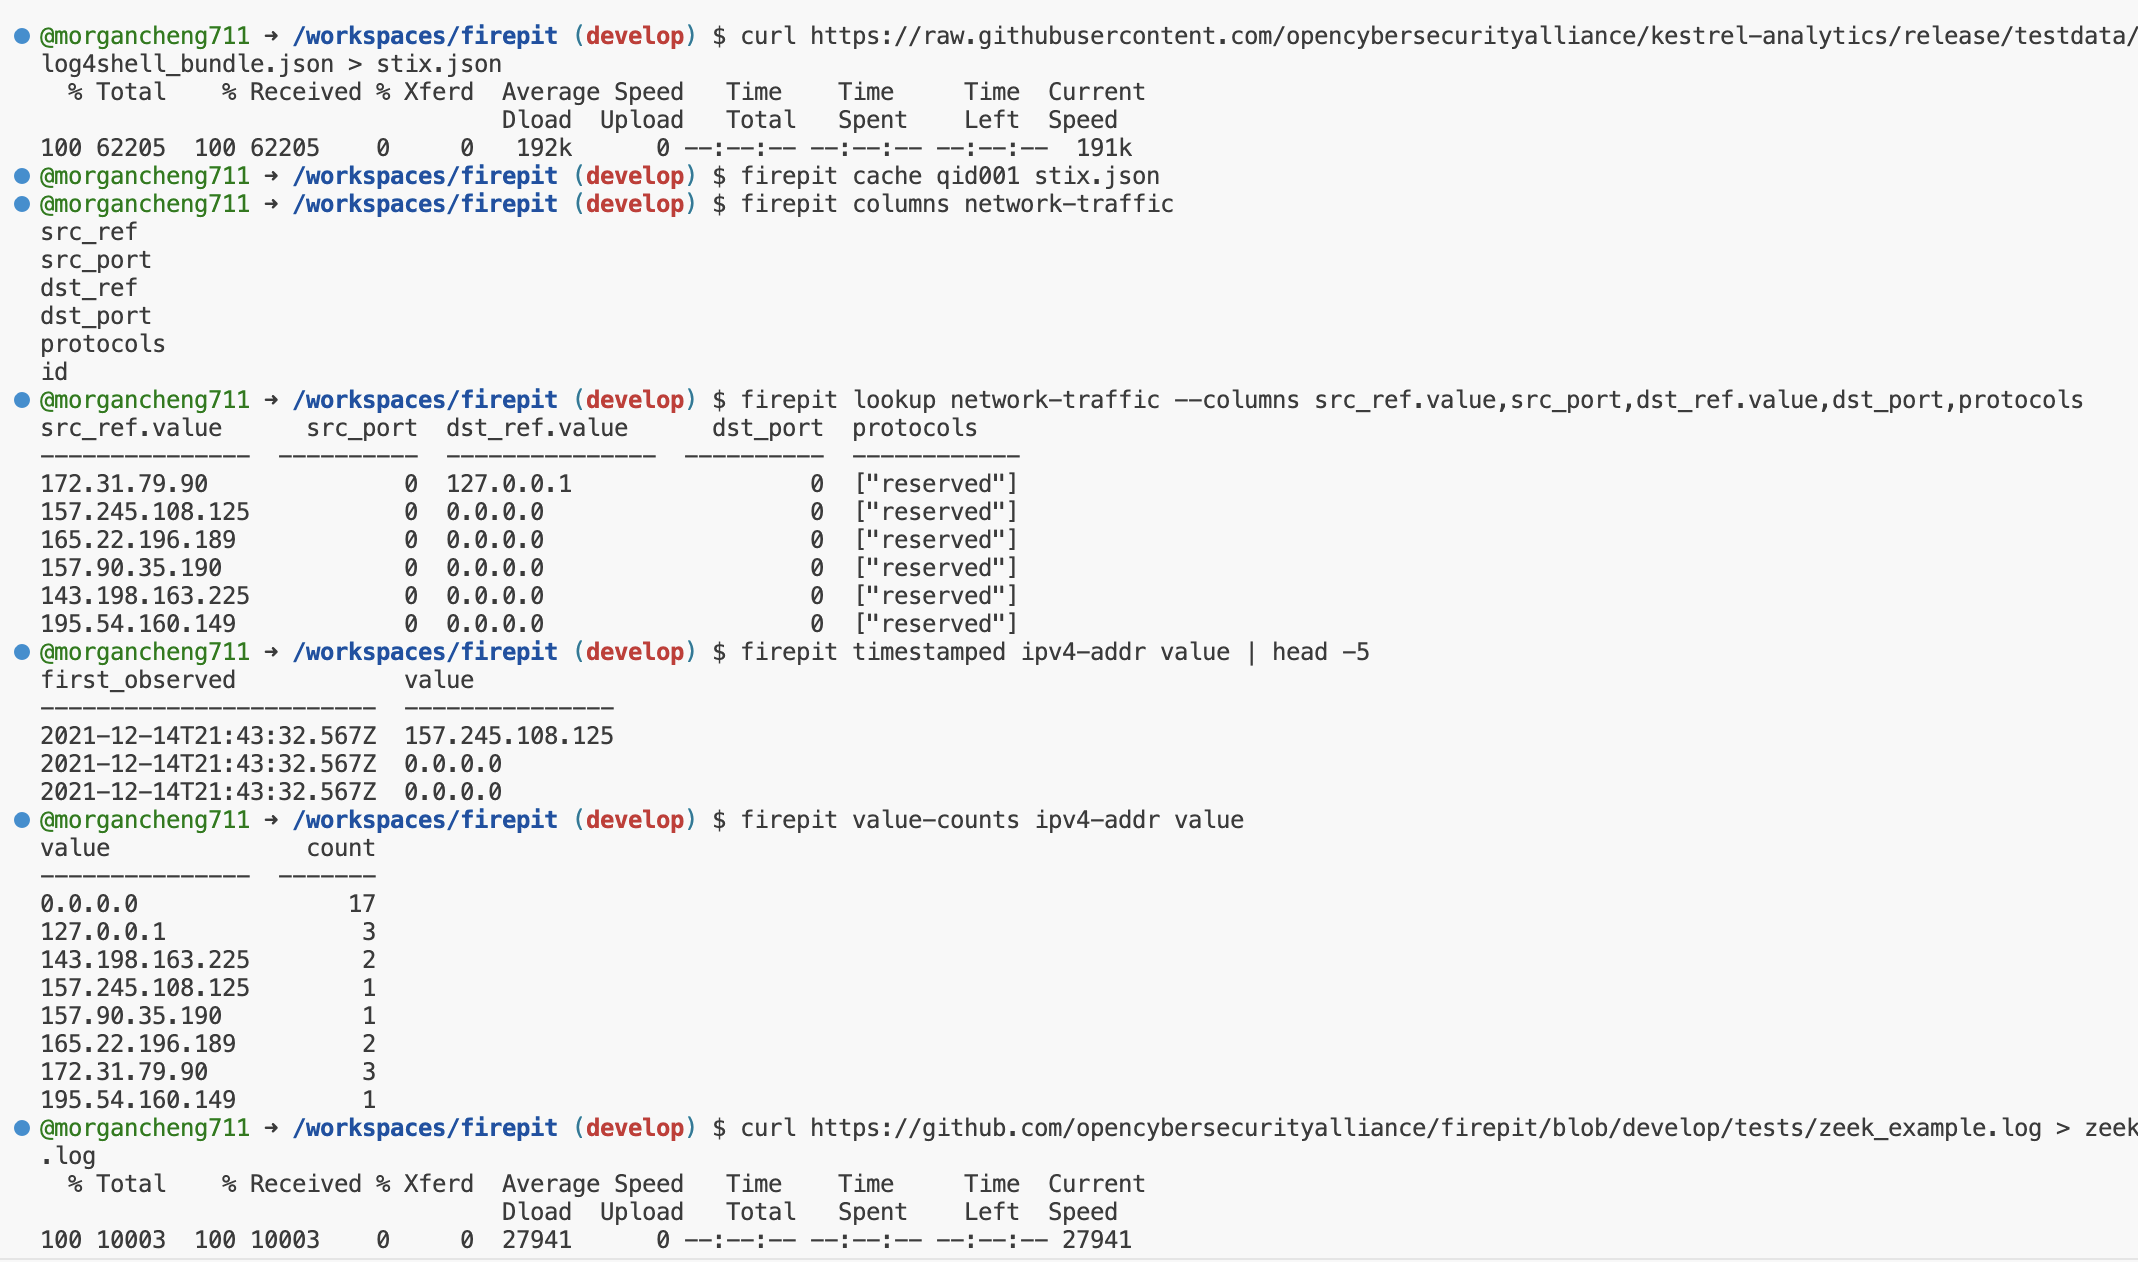 @morgancheng711 → /workspaces/firepit (develop) $ curl https://raw.githubusercontent.com/opencybersecurityalliance/kestrel-analytics/release/testdata/
log4shell_bundle.json > stix.json
  % Total    % Received % Xferd  Average Speed   Time    Time     Time  Current
                                 Dload  Upload   Total   Spent    Left  Speed
100 62205  100 62205    0     0   192k      0 --:--:-- --:--:-- --:--:--  191k
@morgancheng711 → /workspaces/firepit (develop) $ firepit cache qid001 stix.json
@morgancheng711 → /workspaces/firepit (develop) $ firepit columns network-traffic
src_ref
src_port
dst_ref
dst_port
protocols
id
@morgancheng711 → /workspaces/firepit (develop) $ firepit lookup network-traffic --columns src_ref.value,src_port,dst_ref.value,dst_port,protocols
src_ref.value      src_port  dst_ref.value      dst_port  protocols
---------------  ----------  ---------------  ----------  ------------
172.31.79.90              0  127.0.0.1                 0  ["reserved"]
157.245.108.125           0  0.0.0.0                   0  ["reserved"]
165.22.196.189            0  0.0.0.0                   0  ["reserved"]
157.90.35.190             0  0.0.0.0                   0  ["reserved"]
143.198.163.225           0  0.0.0.0                   0  ["reserved"]
195.54.160.149            0  0.0.0.0                   0  ["reserved"]
@morgancheng711 → /workspaces/firepit (develop) $ firepit timestamped ipv4-addr value | head -5
first_observed            value
------------------------  ---------------
2021-12-14T21:43:32.567Z  157.245.108.125
2021-12-14T21:43:32.567Z  0.0.0.0
2021-12-14T21:43:32.567Z  0.0.0.0
@morgancheng711 → /workspaces/firepit (develop) $ firepit value-counts ipv4-addr value
value              count
---------------  -------
0.0.0.0               17
127.0.0.1              3
143.198.163.225        2
157.245.108.125        1
157.90.35.190          1
165.22.196.189         2
172.31.79.90           3
195.54.160.149         1
@morgancheng711 → /workspaces/firepit (develop) $ curl https://github.com/opencybersecurityalliance/firepit/blob/develop/tests/zeek_example.log > zeek
.log
  % Total    % Received % Xferd  Average Speed   Time    Time     Time  Current
                                 Dload  Upload   Total   Spent    Left  Speed
100 10003  100 10003    0     0  27941      0 --:--:-- --:--:-- --:--:-- 27941